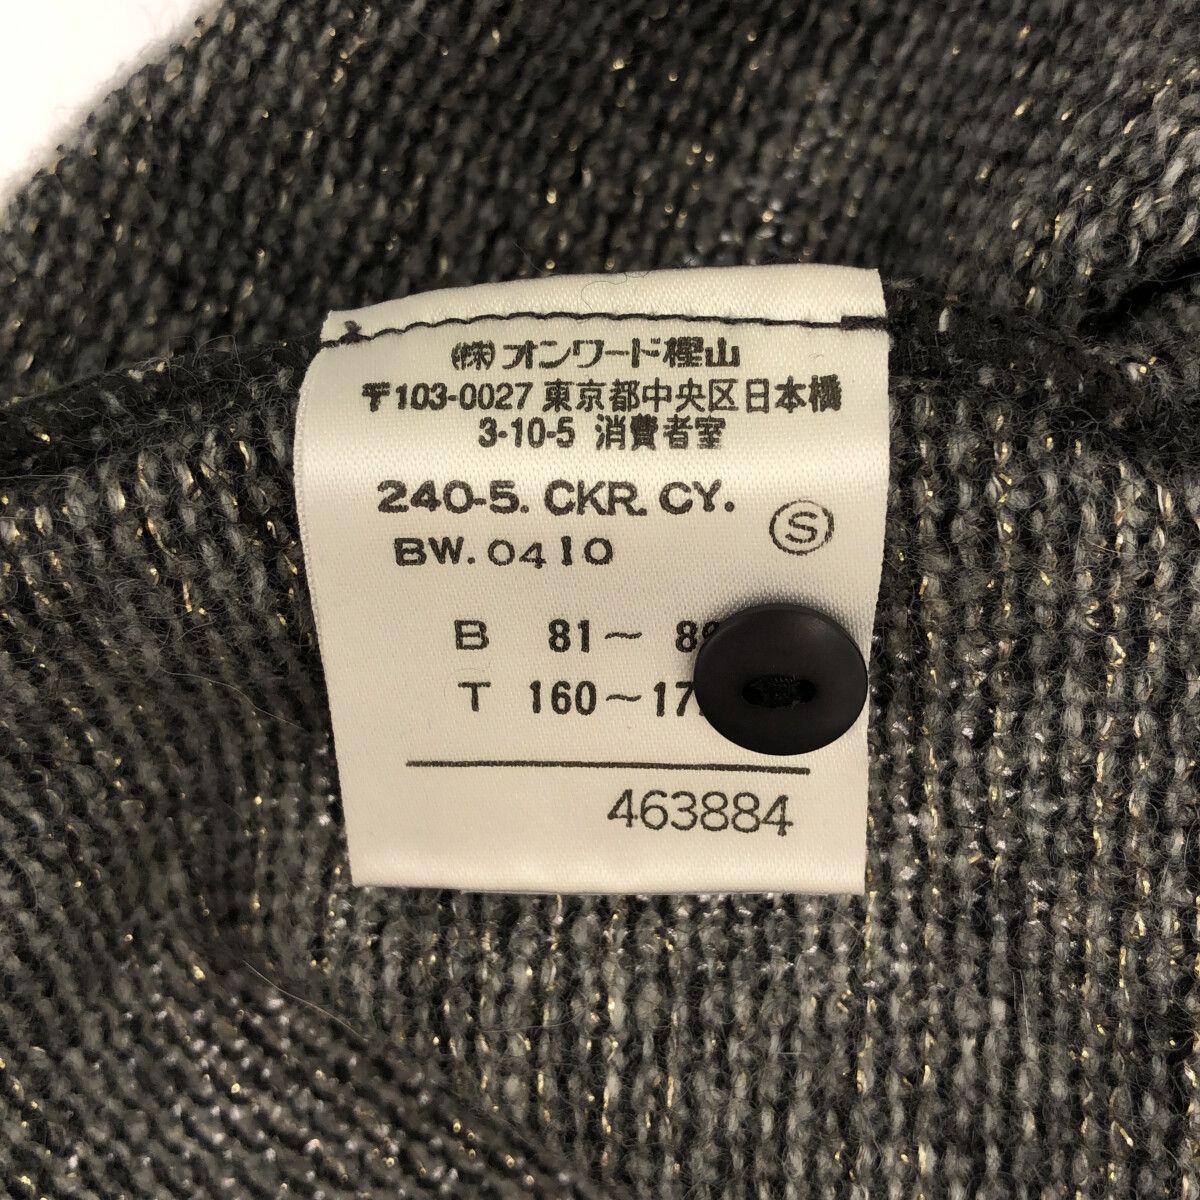 ㈱オンワード樫山
〒103-0027 東京都中央区日本橋
3-10-5 消費者室
240-5. CKR. CY.
Ⓢ
BW. 0410
B 81〜
T 160〜
463884